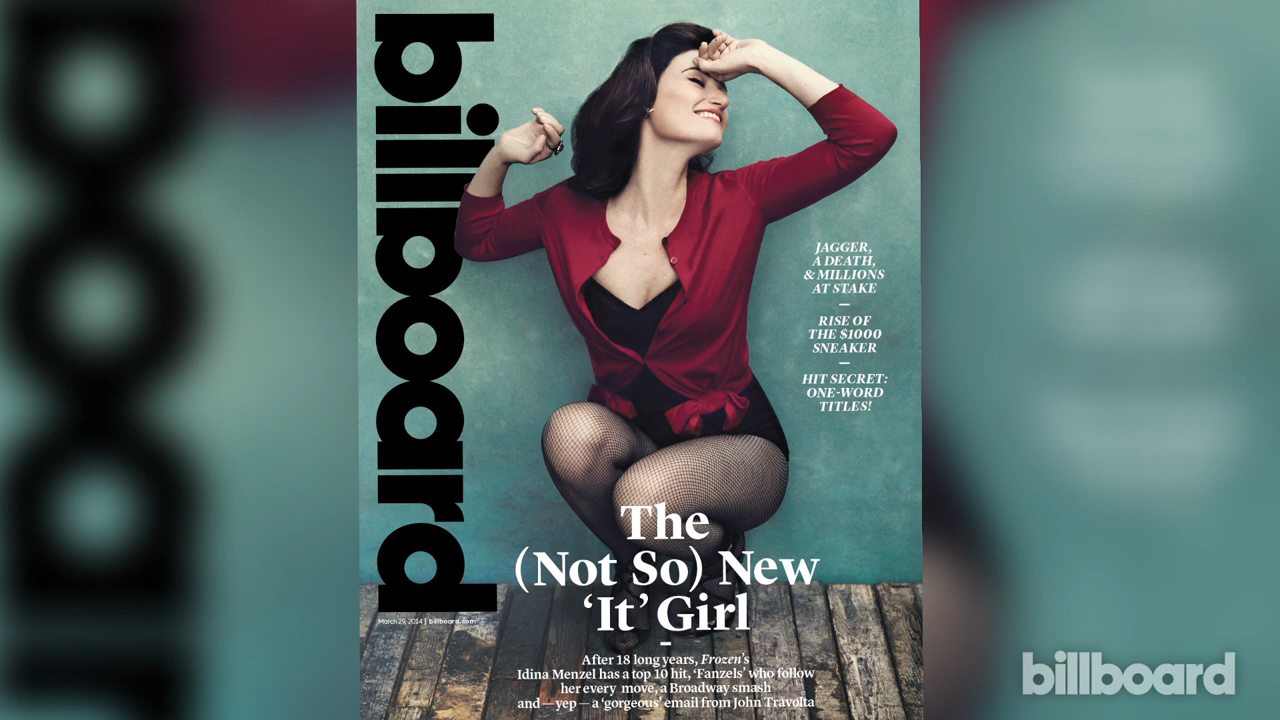 billboard
JAGGER,
A DEATH,
& MILLIONS
AT STAKE
RISE OF
THE $1000
SNEAKER
HIT SECRET:
ONE-WORD
TITLES!
The
(Not So) New
‘It’ Girl
March 29, 2014 | billboard.com
After 18 long years, Frozen’s
Idina Menzel has a top 10 hit, ‘Fanzels’ who follow
her every move, a Broadway smash
and — yep — a ‘gorgeous’ email from John Travolta
billboard